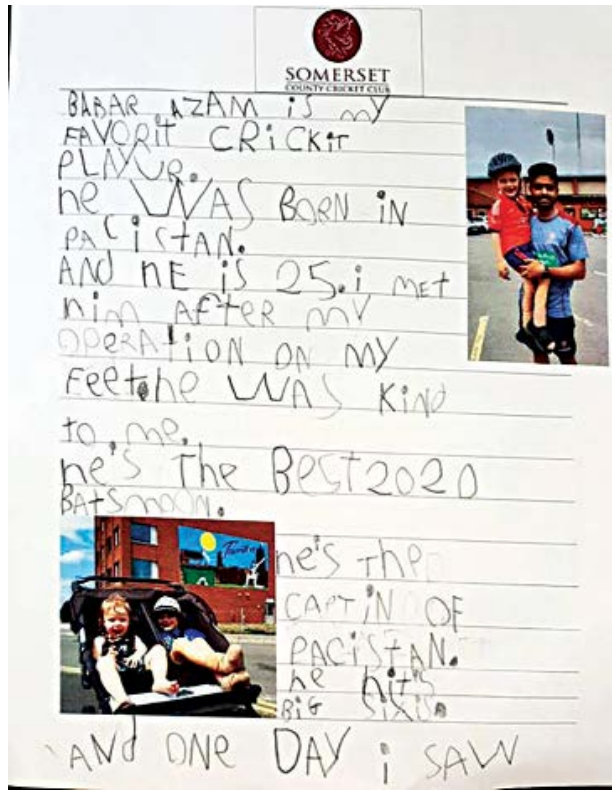 SOMERSET
COUNTY CRICKET CLUB
BABAR AZAM is my
FAVORiT CRiCKiT
PLAYUR.
he WAS BORN iN
PACiSTAN.
AND hE iS 25. i MET
him AFTER MY
OPERATiON ON MY
FEET. he WAS KiND
to me.
he's The BEST 2020
BATSMOON.
he's The
CAPTiN OF
PACiSTAN.
he hits
BiG SiXiS.
AND ONE DAY i SAW